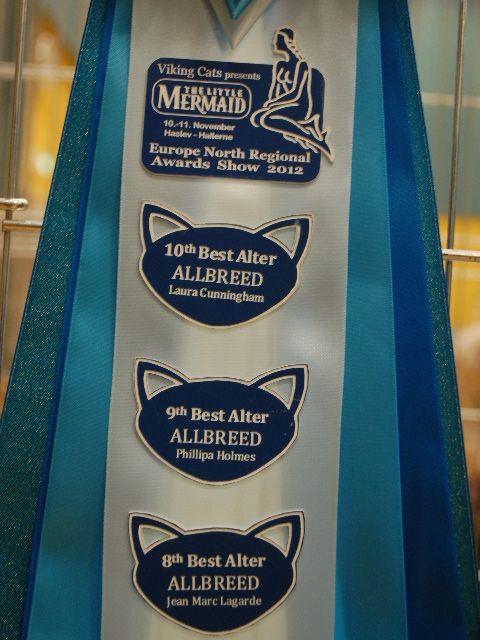 Viking Cats presents
THE LITTLE
MERMAID
10.-11. November
Haslev - Hallerne
Europe North Regional
Awards Show 2012
10th Best Alter
ALLBREED
Laura Cunningham
9th Best Alter
ALLBREED
Phillipa Holmes
8th Best Alter
ALLBREED
Jean Marc Lagarde